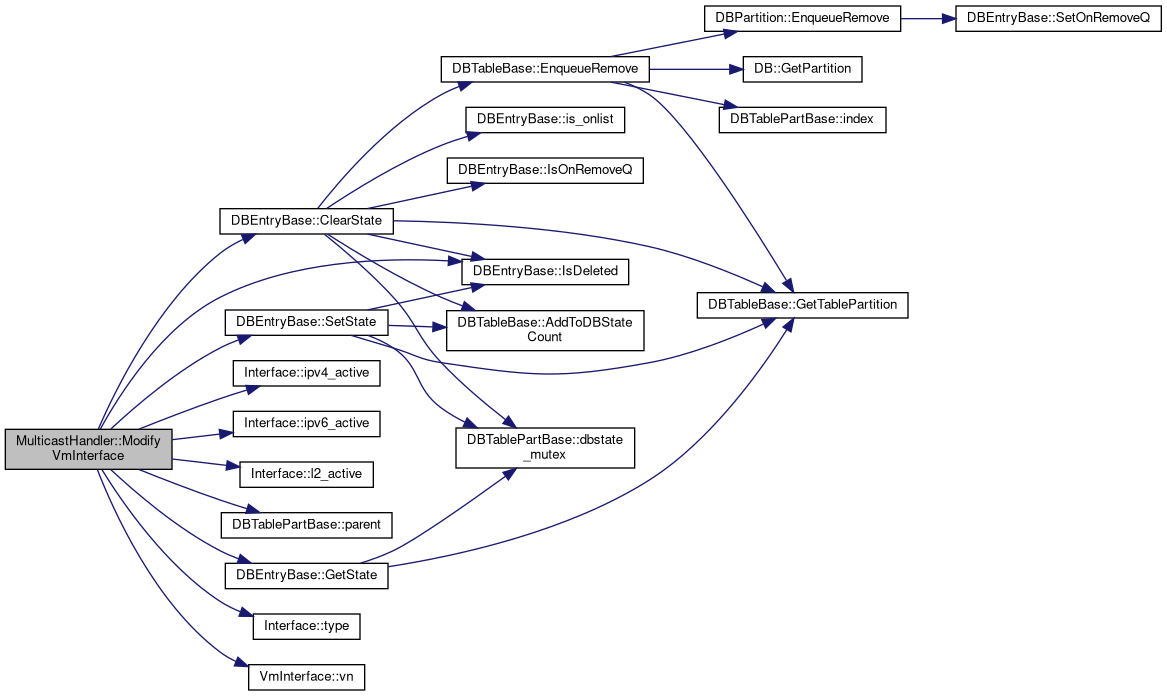 DBPartition::EnqueueRemove
DBEntryBase::SetOnRemoveQ
DBTableBase::EnqueueRemove
DB::GetPartition
DBEntryBase::is_onlist
DBTablePartBase::index
DBEntryBase::IsOnRemoveQ
DBEntryBase::ClearState
DBEntryBase::IsDeleted
DBTableBase::GetTablePartition
DBEntryBase::SetState
DBTableBase::AddToDBState
Count
Interface::ipv4_active
Interface::ipv6_active
MulticastHandler::Modify
VmInterface
DBTablePartBase::dbstate
_mutex
Interface::l2_active
DBTablePartBase::parent
DBEntryBase::GetState
Interface::type
VmInterface::vn